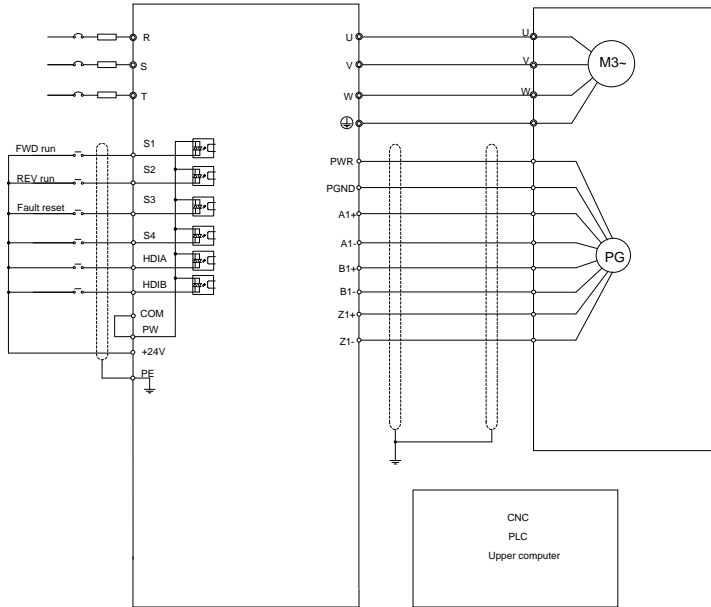 R
S
T
U
V
W
U
V
W
M3~
FWD run
REV run
Fault reset
S1
S2
S3
S4
HDIA
HDIB
COM
PW
+24V
PE
PWR
PGND
A1+
A1-
B1+
B1-
Z1+
Z1-
PG
CNC
PLC
Upper computer